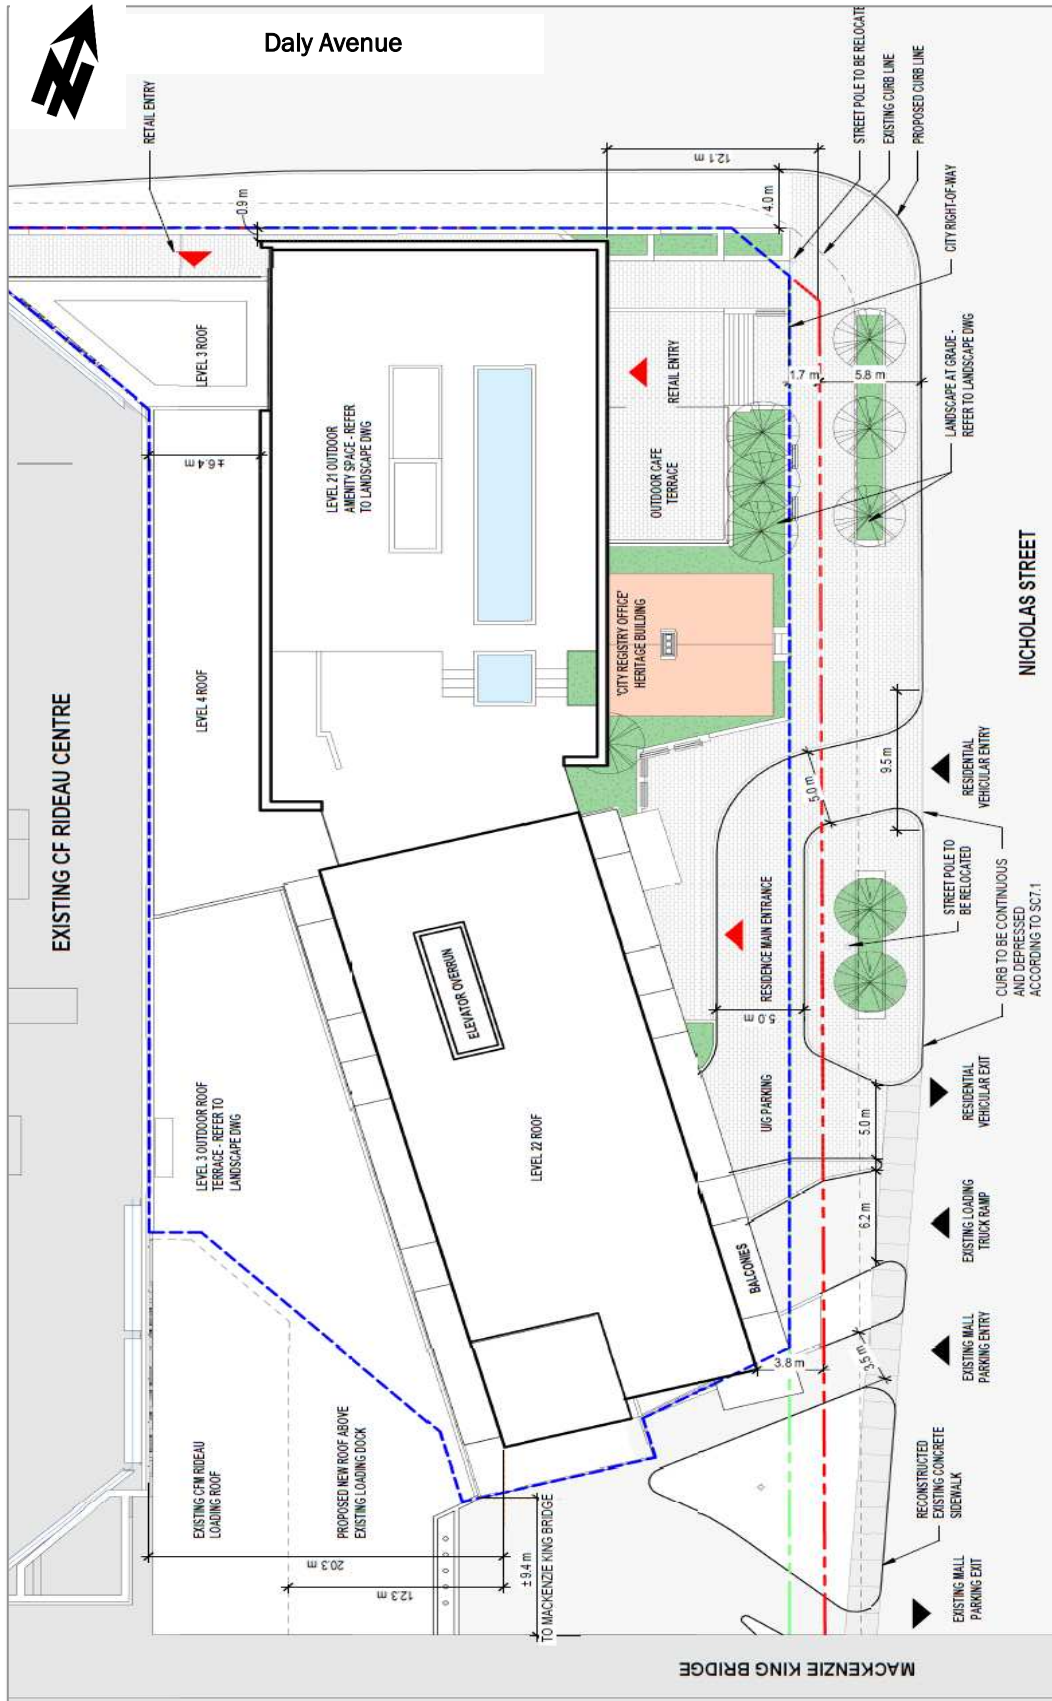 Daly Avenue
N
RETAIL ENTRY
STREET POLE TO BE RELOCATE
EXISTING CURB LINE
PROPOSED CURB LINE
CITY RIGHT-OF-WAY
LANDSCAPE AT GRADE -
REFER TO LANDSCAPE DWG
12.1 m
4.0 m
0.9 m
1.7 m
5.8 m
LEVEL 3 ROOF
±6.4 m
LEVEL 21 OUTDOOR
AMENITY SPACE - REFER
TO LANDSCAPE DWG
RETAIL ENTRY
OUTDOOR CAFE
TERRACE
'CITY REGISTRY OFFICE'
HERITAGE BUILDING
LEVEL 4 ROOF
EXISTING CF RIDEAU CENTRE
NICHOLAS STREET
9.5 m
5.0 m
RESIDENTIAL
VEHICULAR ENTRY
STREET POLE TO
BE RELOCATED
CURB TO BE CONTINUOUS
AND DEPRESSED
ACCORDING TO SC7.1
RESIDENCE MAIN ENTRANCE
ELEVATOR OVERRUN
5.0 m
U/G PARKING
RESIDENTIAL
VEHICULAR EXIT
5.0 m
LEVEL 3 OUTDOOR ROOF
TERRACE - REFER TO
LANDSCAPE DWG
LEVEL 22 ROOF
BALCONIES
6.2 m
EXISTING LOADING
TRUCK RAMP
EXISTING MALL
PARKING ENTRY
3.8 m
3.5 m
EXISTING CFM RIDEAU
LOADING ROOF
PROPOSED NEW ROOF ABOVE
EXISTING LOADING DOCK
20.3 m
12.3 m
±9.4 m
TO MACKENZIE KING BRIDGE
RECONSTRUCTED
EXISTING CONCRETE
SIDEWALK
EXISTING MALL
PARKING EXIT
MACKENZIE KING BRIDGE